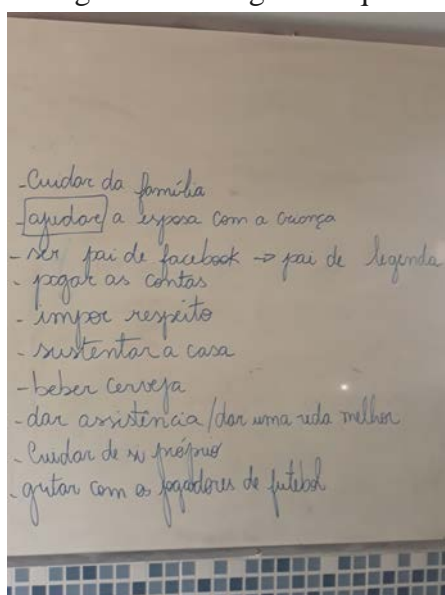 - Cuidar da família
- ajudar a esposa com a criança
- ser pai de facebook → pai de legenda
- pagar as contas
- impor respeito
- sustentar a casa
- beber cerveja
- dar assistência/dar uma vida melhor
- Cuidar de si próprio
- gritar com os jogadores de futebol